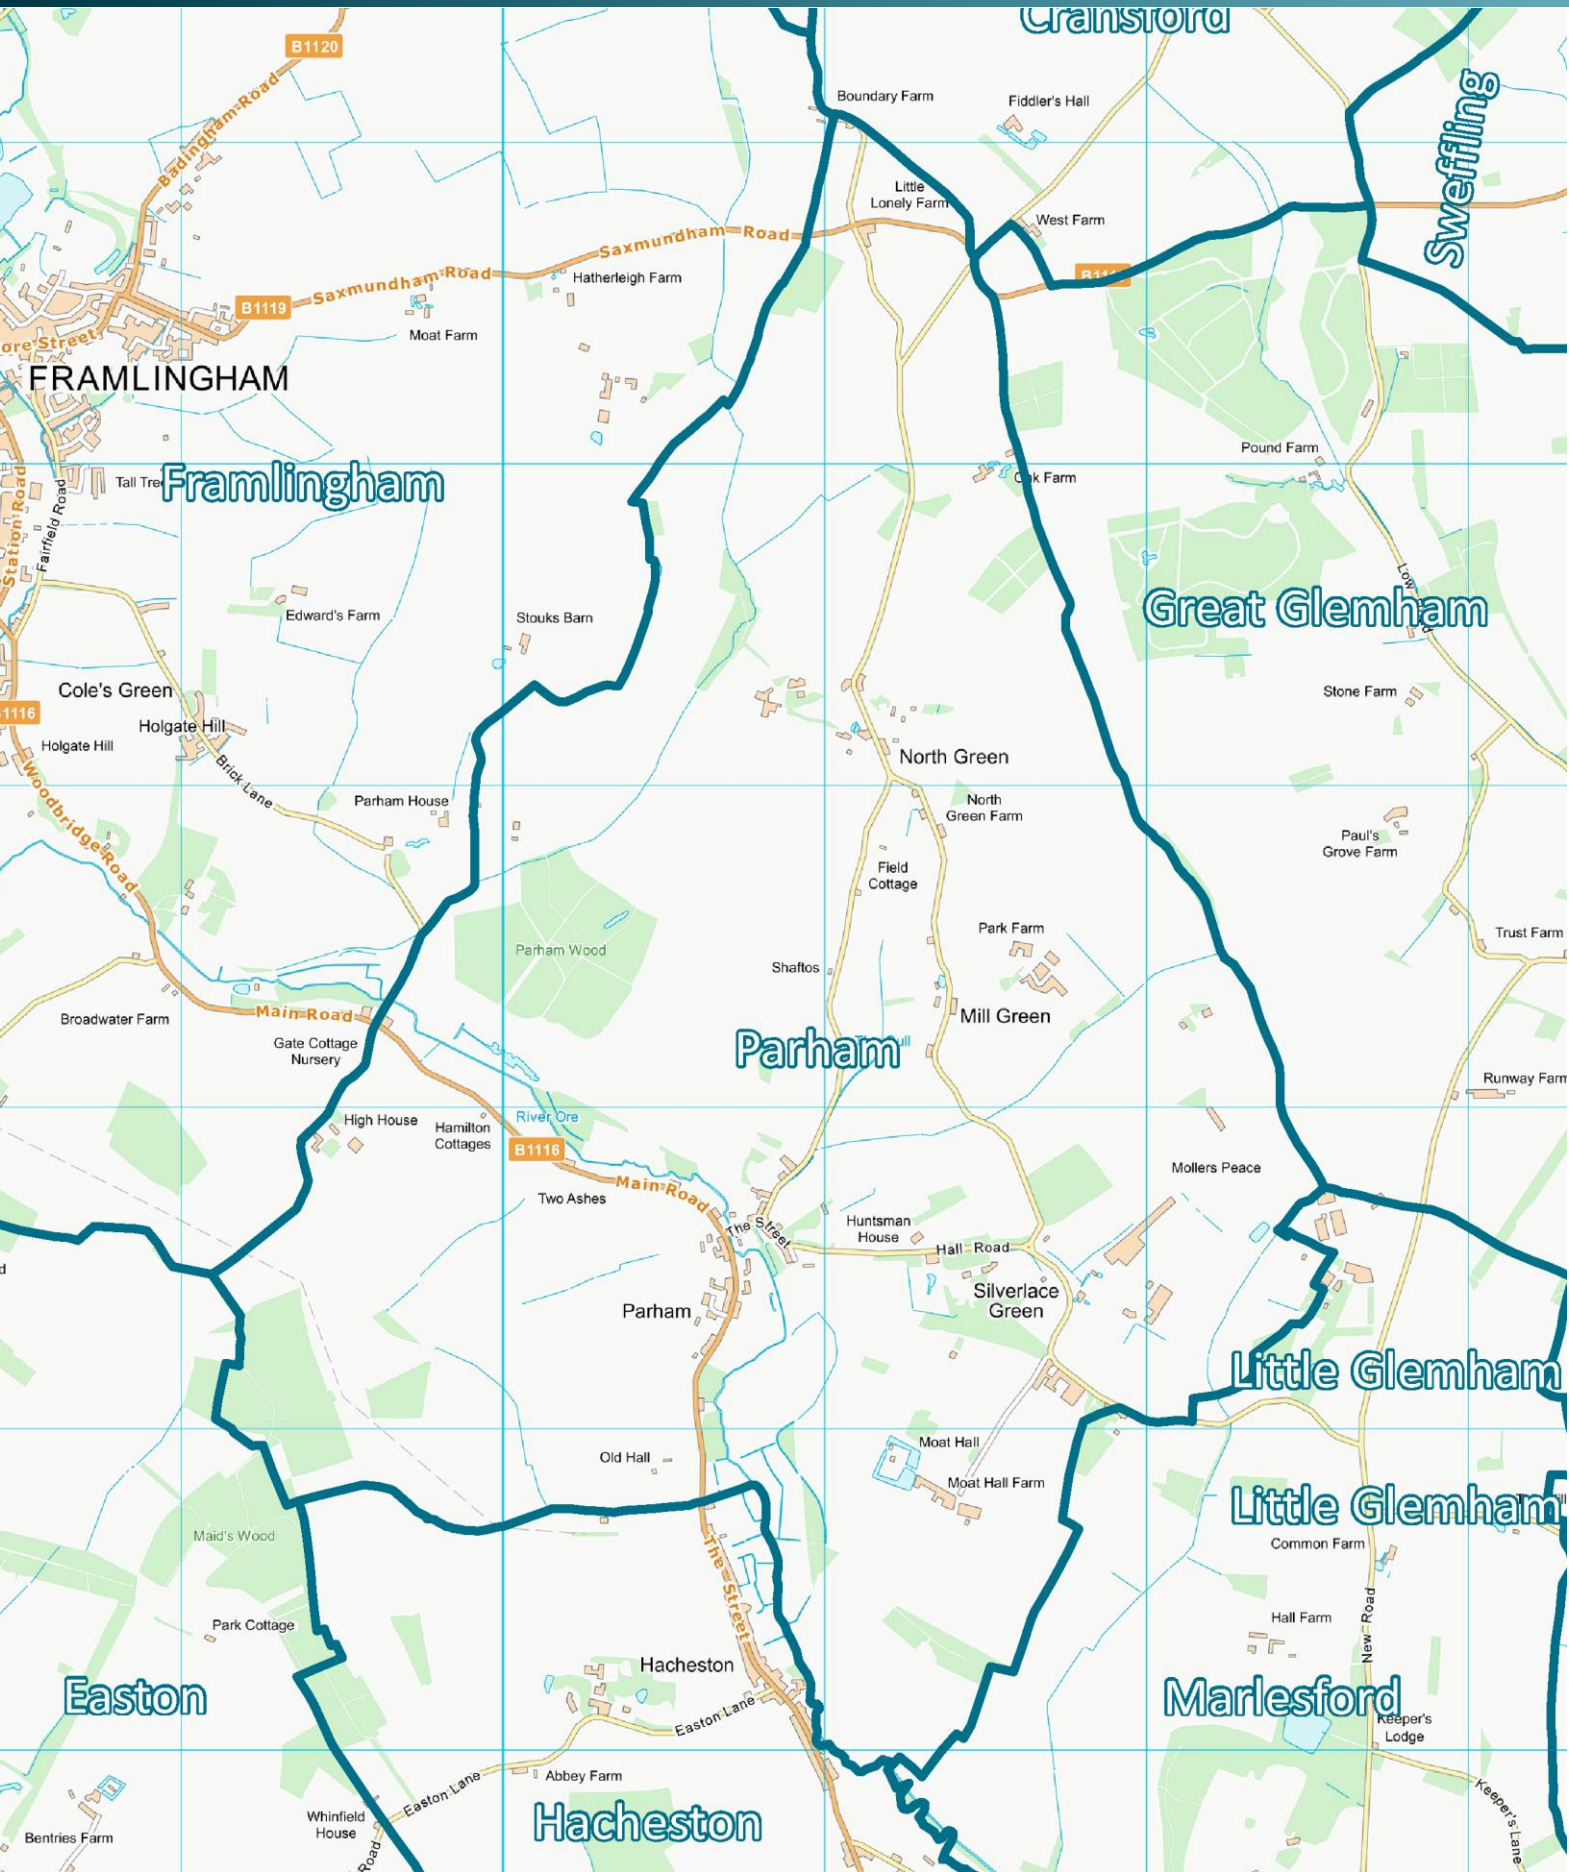 Cransford
B1120
Badingham Road
Boundary Farm
Fiddler's Hall
Sweffling
Little
Lonely Farm
West Farm
Saxmundham Road
Saxmundham Road
Hatherleigh Farm
B1119
Moat Farm
ore Street
FRAMLINGHAM
Pound Farm
Framlingham
Oak Farm
Station Road
Fairfield Road
Great Glemham
Edward's Farm
Stouks Barn
Cole's Green
Stone Farm
1116
Holgate Hill
Holgate Hill
North Green
Woodbridge Road
Brick Lane
Parham House
North
Green Farm
Paul's
Grove Farm
Field
Cottage
Park Farm
Trust Farm
Parham Wood
Shaftos
Broadwater Farm
Main Road
Mill Green
Gate Cottage
Nursery
Parham
Runway Farm
High House
Hamilton
Cottages
River Ore
B1116
Mollers Peace
Two Ashes
Main Road
The Street
Huntsman
House
Hall Road
Silverlace
Green
Parham
Little Glemham
Old Hall
Moat Hall
Moat Hall Farm
Little Glemham
Maid's Wood
The Street
Common Farm
Park Cottage
Hall Farm
New Road
Hacheston
Easton
Easton Lane
Marlesford
Keeper's
Lodge
Abbey Farm
Easton Lane
Keeper's Lane
Whinfield
House
Hacheston
Bentries Farm
Road